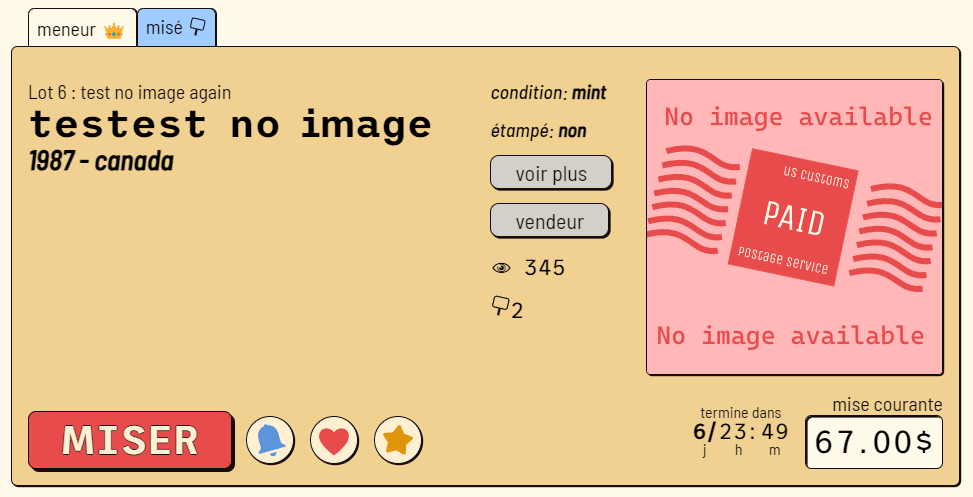 meneur
misé
Lot 6 : test no image again
testest no image
1987 - canada
condition: mint
étampé: non
voir plus
vendeur
345
2
No image available
us customs
PAID
postage service
No image available
MISER
termine dans
6/23:49
j h m
mise courante
67.00$